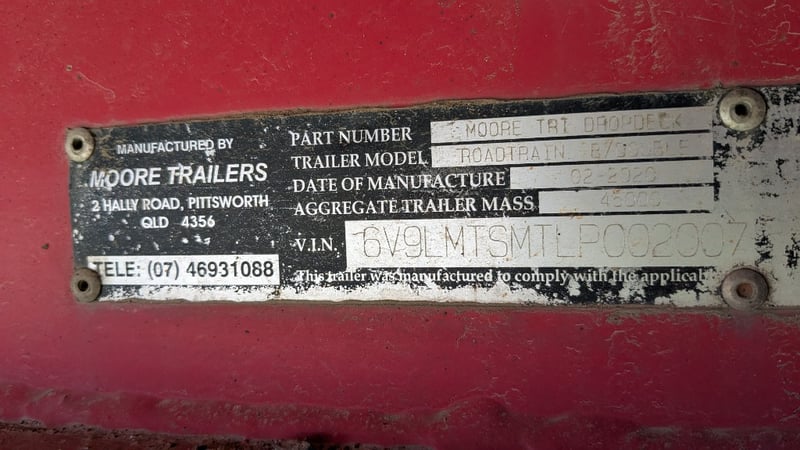 MANUFACTURED BY
MOORE TRAILERS
2 HALLY ROAD, PITTSWORTH
QLD 4356
TELE: (07) 46931088
PART NUMBER MOORE TRI DROPDECK
TRAILER MODEL ROADTRAIN
DATE OF MANUFACTURE 02-2020
AGGREGATE TRAILER MASS 45000
V.I.N. 6V9LMTSMTLP002007
This trailer was manufactured to comply with the applicabl